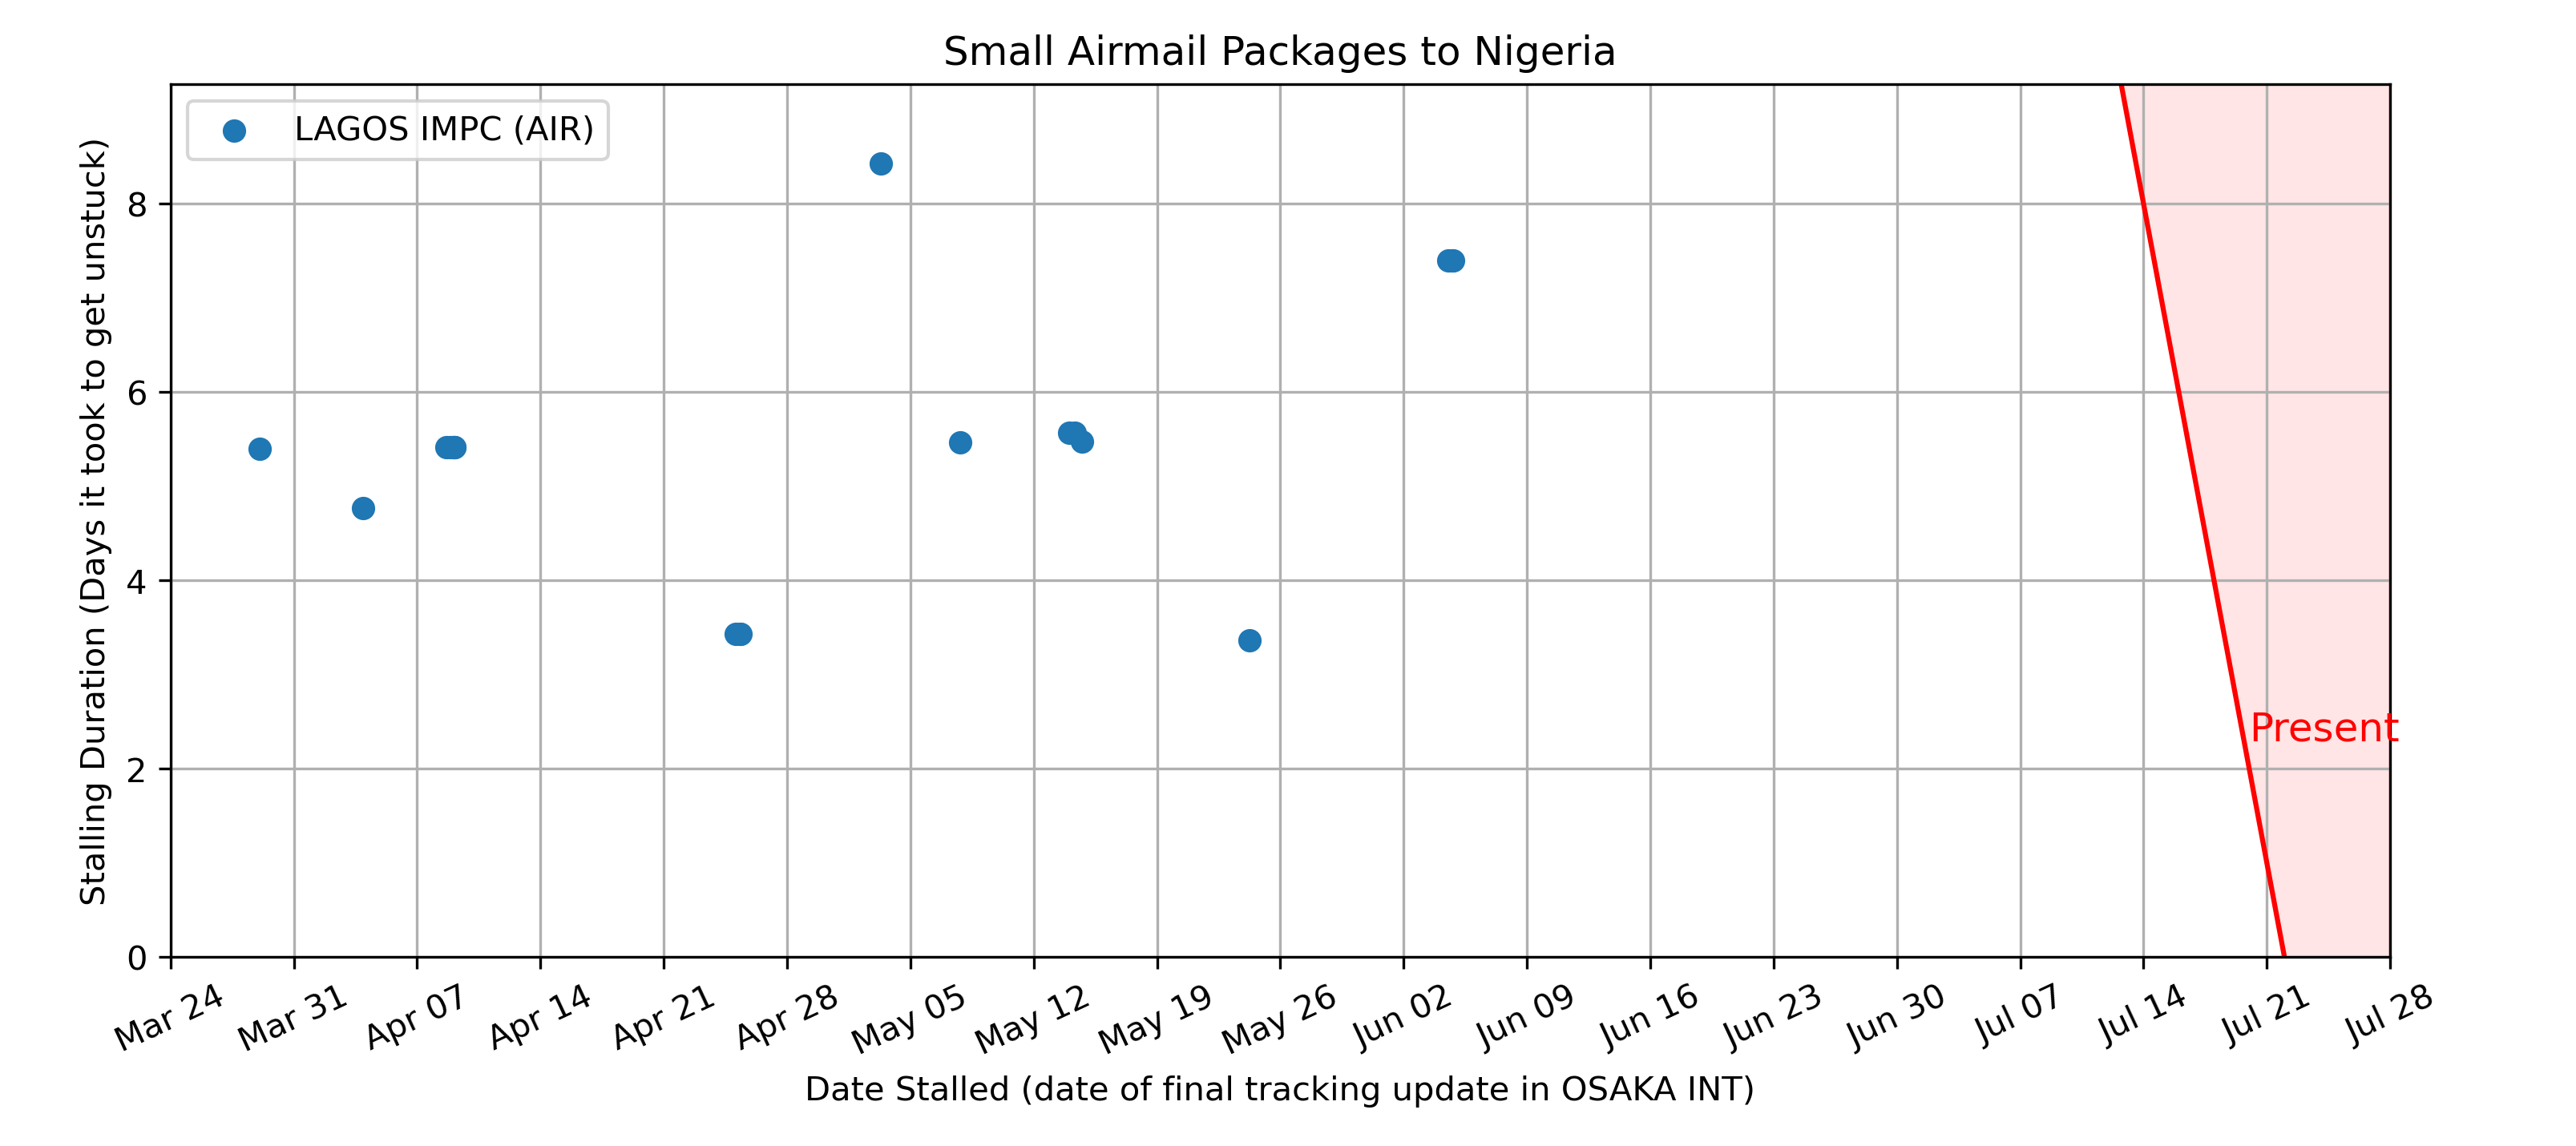 Small Airmail Packages to Nigeria
LAGOS IMPC (AIR)
Stalling Duration (Days it took to get unstuck)
8
6
4
2
0
Present
Mar 24
Mar 31
Apr 07
Apr 14
Apr 21
Apr 28
May 05
May 12
May 19
May 26
Jun 02
Jun 09
Jun 16
Jun 23
Jun 30
Jul 07
Jul 14
Jul 21
Jul 28
Date Stalled (date of final tracking update in OSAKA INT)